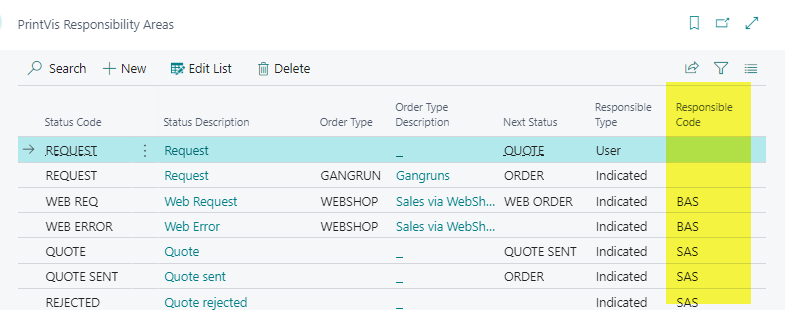 PrintVis Responsibility Areas
Search + New Edit List Delete
Status Code Status Description Order Type Order Type Description Next Status Responsible Type Responsible Code
→ REQUEST ⋮ Request _ QUOTE User
REQUEST Request GANGRUN Gangruns ORDER Indicated
WEB REQ Web Request WEBSHOP Sales via WebSh... WEB ORDER Indicated BAS
WEB ERROR Web Error WEBSHOP Sales via WebSh... Indicated BAS
QUOTE Quote _ QUOTE SENT Indicated SAS
QUOTE SENT Quote sent _ ORDER Indicated SAS
REJECTED Quote rejected _ Indicated SAS